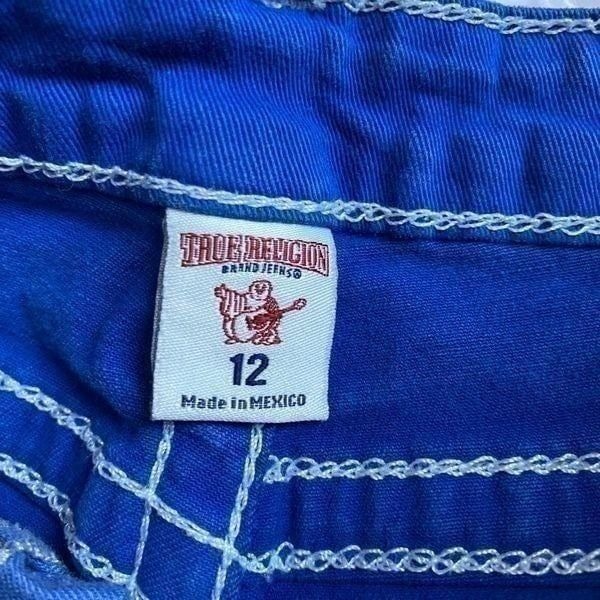 TRUE RELIGION
BRAND JEANS®
12
Made in MEXICO